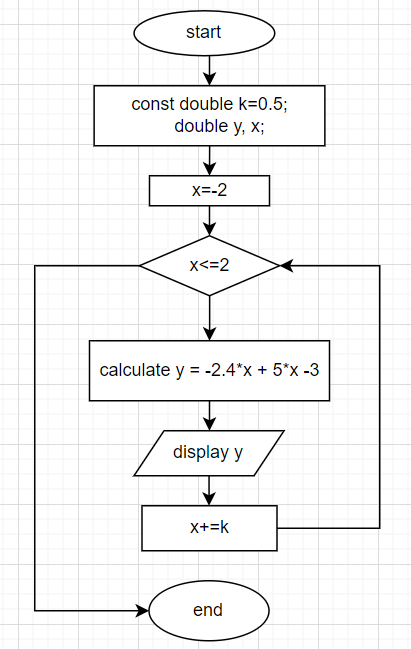 start
const double k=0.5;
double y, x;
x=-2
x<=2
calculate y = -2.4*x + 5*x -3
display y
x+=k
end